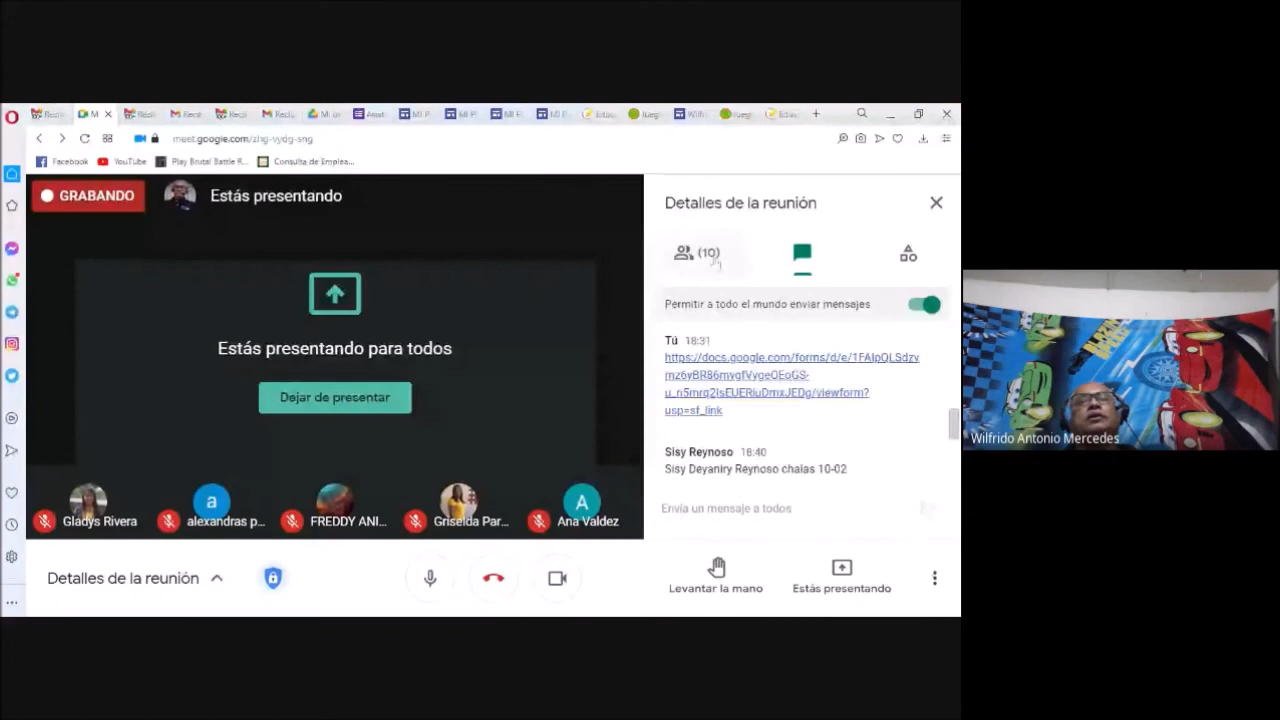 meet.google.com/zhg-vydg-sng
Facebook
YouTube
Play Brutal Battle R...
Consulta de Emplea...
GRABANDO
Estás presentando
Detalles de la reunión
(10)
Permitir a todo el mundo enviar mensajes
Estás presentando para todos
Dejar de presentar
Tú 18:31
https://docs.google.com/forms/d/e/
viewform?
usp=sf_link
Sisy Reynoso 18:40
Sisy Deyaniry Reynoso chalas 10-02
Envía un mensaje a todos
Gladys Rivera
a
alexandras p...
FREDDY ANI...
Griselda Par...
A
Ana Valdez
Detalles de la reunión
Levantar la mano
Estás presentando
Wilfrido Antonio Mercedes